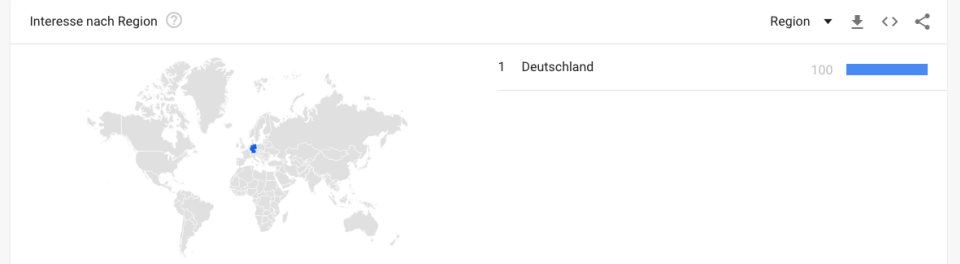 Interesse nach Region ?
Region
1 Deutschland 100